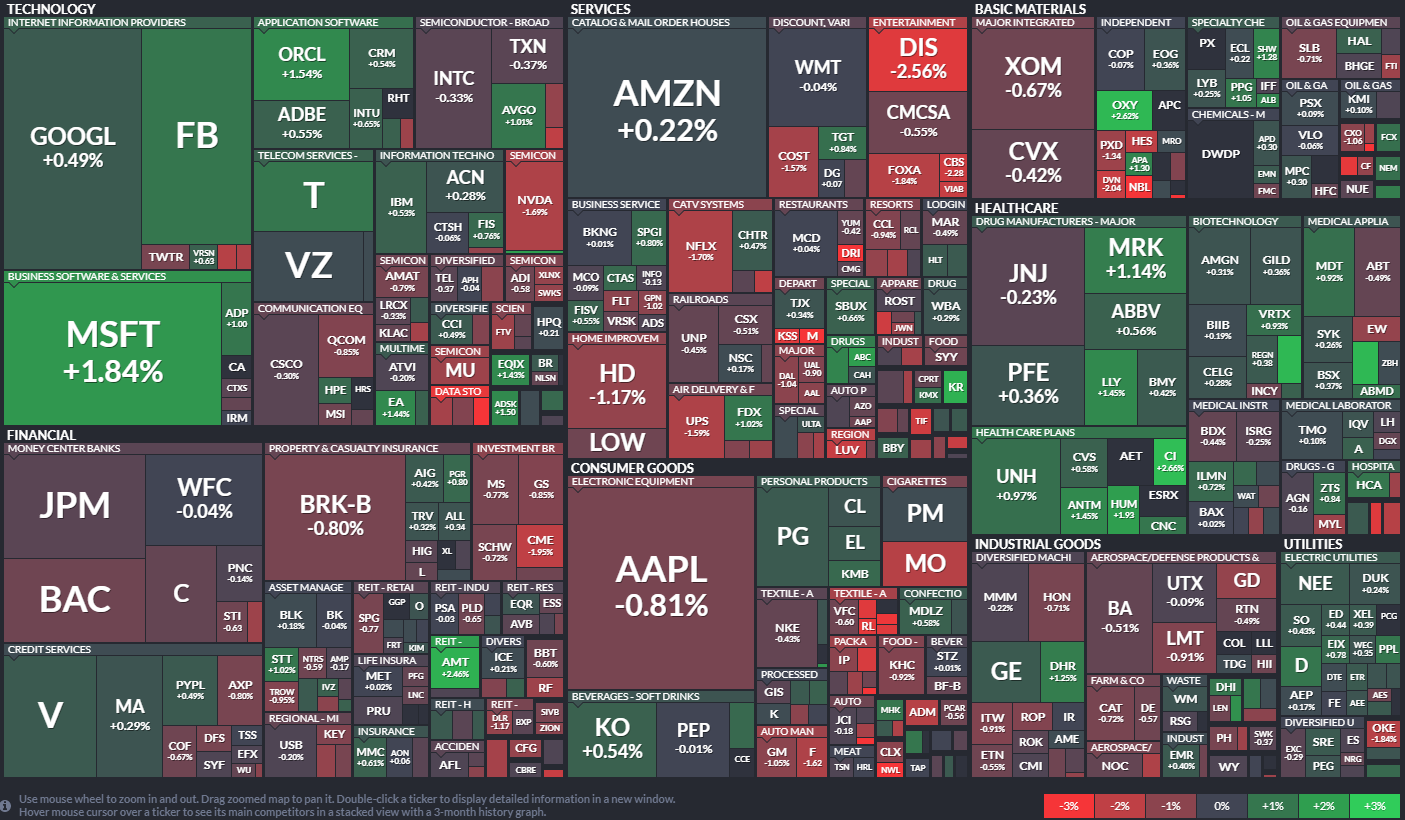 TECHNOLOGY
INTERNET INFORMATION PROVIDERS
GOOGL
+0.49%
FB
TWTR
VRSN
+0.63
BUSINESS SOFTWARE & SERVICES
MSFT
+1.84%
ADP
+1.00
CA
CTXS
IRM
APPLICATION SOFTWARE
ORCL
+1.54%
CRM
+0.54%
ADBE
+0.55%
INTU
+0.65%
RHT
TELECOM SERVICES -
T
VZ
COMMUNICATION EQ
CSCO
-0.30%
QCOM
-0.85%
HPE
HRS
MSI
SEMICONDUCTOR - BROAD
INTC
-0.33%
TXN
-0.37%
AVGO
+1.01%
INFORMATION TECHNO
IBM
+0.53%
ACN
+0.28%
CTSH
-0.06%
FIS
+0.76%
SEMICON
NVDA
-1.69%
SEMICON
AMAT
-0.79%
LRCX
-0.33%
KLAC
MULTIME
ATVI
-0.20%
EA
+1.44%
DIVERSIFIED
TEL
-0.37
APH
-0.04
SEMICON
ADI
-0.58
XLNX
SWKS
DIVERSIFIE
CCI
+0.49%
SCIEN
FTV
HPQ
+0.21
SEMICON
MU
DATA STO
EQIX
+1.43%
BR
NLSN
ADSK
+1.50
FINANCIAL
MONEY CENTER BANKS
JPM
WFC
-0.04%
BAC
C
PNC
-0.14%
STI
-0.63
CREDIT SERVICES
V
MA
+0.29%
PYPL
+0.49%
AXP
-0.80%
COF
-0.67%
DFS
SYF
TSS
EFX
WU
PROPERTY & CASUALTY INSURANCE
BRK-B
-0.80%
AIG
+0.42%
PGR
+0.80
TRV
+0.32%
ALL
+0.34
HIG
XL
L
INVESTMENT BR
MS
-0.77%
GS
-0.85%
SCHW
-0.72%
CME
-1.95%
ASSET MANAGE
BLK
+0.18%
BK
-0.04%
STT
+1.02%
NTRS
-0.59
AMP
-0.17
TROW
-0.95%
IVZ
REGIONAL - MI
USB
-0.20%
KEY
REIT - RETAI
SPG
-0.77
GGP
O
FRT
KIM
LIFE INSURA
MET
+0.02%
PFG
LNC
PRU
INSURANCE
MMC
+0.61%
AON
+0.06
REIT - INDU
PSA
-0.03
PLD
-0.65
REIT - RES
EQR
ESS
AVB
REIT -
AMT
+2.46%
DIVERS
ICE
+0.21%
BBT
-0.60%
RF
REIT - H
REIT -
DLR
-1.17
BXP
SIVB
ZION
ACCIDEN
AFL
CFG
CBRE
SERVICES
CATALOG & MAIL ORDER HOUSES
AMZN
+0.22%
DISCOUNT, VARI
WMT
-0.04%
COST
-1.57%
TGT
+0.84%
DG
+0.07
ENTERTAINMENT
DIS
-2.56%
CMCSA
-0.55%
FOXA
-1.84%
CBS
-2.28
VIAB
BUSINESS SERVICE
BKNG
+0.01%
SPGI
+0.80%
MCO
-0.09%
CTAS
INFO
-0.13
FISV
+0.55%
FLT
GPN
-1.02
VRSK
ADS
HOME IMPROVEM
HD
-1.17%
LOW
CATV SYSTEMS
NFLX
-1.70%
CHTR
+0.47%
RAILROADS
UNP
-0.45%
CSX
-0.51%
NSC
+0.17%
AIR DELIVERY & F
UPS
-1.59%
FDX
+1.02%
RESTAURANTS
MCD
+0.04%
YUM
-0.42
DRI
CMG
RESORTS
CCL
-0.94%
RCL
LODGIN
MAR
-0.49%
HLT
DEPART
TJX
+0.34%
KSS
M
SPECIAL
SBUX
+0.66%
APPARE
ROST
JWN
DRUG
WBA
+0.29%
MAJOR
DAL
-1.04
UAL
-0.90
AAL
DRUGS
ABC
CAH
INDUST
FOOD
SYY
AUTO P
AZO
AAP
CPRT
KMX
KR
SPECIAL
ULTA
REGION
LUV
BBY
TIF
CONSUMER GOODS
ELECTRONIC EQUIPMENT
AAPL
-0.81%
BEVERAGES - SOFT DRINKS
KO
+0.54%
PEP
-0.01%
CCE
PERSONAL PRODUCTS
PG
CL
EL
KMB
CIGARETTES
PM
MO
TEXTILE - A
NKE
-0.43%
TEXTILE - A
VFC
-0.60
RL
CONFECTIO
MDLZ
+0.58%
PACKA
IP
FOOD -
KHC
-0.92%
BEVER
STZ
+0.01%
BF-B
PROCESSED
GIS
K
AUTO MAN
GM
-1.05%
F
-1.62
AUTO
JCI
-0.18
MHK
ADM
PCAR
-0.56
MEAT
TSN
HRL
CLX
NWL
TAP
BASIC MATERIALS
MAJOR INTEGRATED
XOM
-0.67%
CVX
-0.42%
INDEPENDENT
COP
-0.07%
EOG
+0.36%
OXY
+2.62%
APC
PXD
-1.34
HES
MRO
APA
+1.30
DVN
-2.04
NBL
SPECIALTY CHE
PX
ECL
+0.22
SHW
+1.28
LYB
+0.25%
PPG
+1.05
IFF
ALB
CHEMICALS - M
DWDP
APD
+0.30
EMN
FMC
OIL & GAS EQUIPMEN
SLB
-0.71%
HAL
BHGE
FTI
OIL & GA
PSX
+0.09%
VLO
-0.06%
MPC
+0.30
HFC
OIL & GAS
KMI
+0.10%
CXO
-1.06
FCX
CF
NEM
NUE
HEALTHCARE
DRUG MANUFACTURERS - MAJOR
JNJ
-0.23%
PFE
+0.36%
MRK
+1.14%
ABBV
+0.56%
LLY
+1.45%
BMY
+0.42%
BIOTECHNOLOGY
AMGN
+0.31%
GILD
+0.36%
BIIB
+0.19%
VRTX
+0.93%
REGN
+0.38
CELG
+0.28%
INCY
MEDICAL APPLIA
MDT
+0.92%
ABT
-0.49%
SYK
+0.26%
EW
BSX
+0.37%
ZBH
ABMD
HEALTH CARE PLANS
UNH
+0.97%
CVS
+0.58%
AET
CI
+2.66%
ANTM
+1.45%
HUM
+1.93
ESRX
CNC
MEDICAL INSTR
BDX
-0.44%
ISRG
-0.25%
ILMN
+0.72%
WAT
BAX
+0.02%
MEDICAL LABORATOR
TMO
+0.10%
IQV
LH
A
DGX
DRUGS - G
AGN
-0.16
ZTS
+0.84
MYL
HOSPITA
HCA
INDUSTRIAL GOODS
DIVERSIFIED MACHI
MMM
-0.22%
HON
-0.71%
GE
DHR
+1.25%
ITW
-0.91%
ROP
IR
ETN
-0.55%
ROK
AME
CMI
AEROSPACE/DEFENSE PRODUCTS &
BA
-0.51%
UTX
-0.09%
GD
RTN
-0.49%
LMT
-0.91%
COL
LLL
TDG
HII
FARM & CO
CAT
-0.72%
DE
-0.57
AEROSPACE/
NOC
WASTE
WM
RSG
DHI
LEN
INDUST
EMR
+0.40%
PH
SWK
-0.37
WY
UTILITIES
ELECTRIC UTILITIES
NEE
DUK
+0.24%
SO
+0.43%
ED
+0.44
XEL
+0.39
PCG
D
EIX
+0.78
WEC
+0.35
PPL
DTE
ETR
AEP
+0.17%
FE
AEE
AES
DIVERSIFIED U
EXC
-0.29
SRE
ES
OKE
-1.84%
PEG
NRG
Use mouse wheel to zoom in and out. Drag zoomed map to pan it. Double-click a ticker to display detailed information in a new window.
Hover mouse cursor over a ticker to see its main competitors in a stacked view with a 3-month history graph.
-3%
-2%
-1%
0%
+1%
+2%
+3%